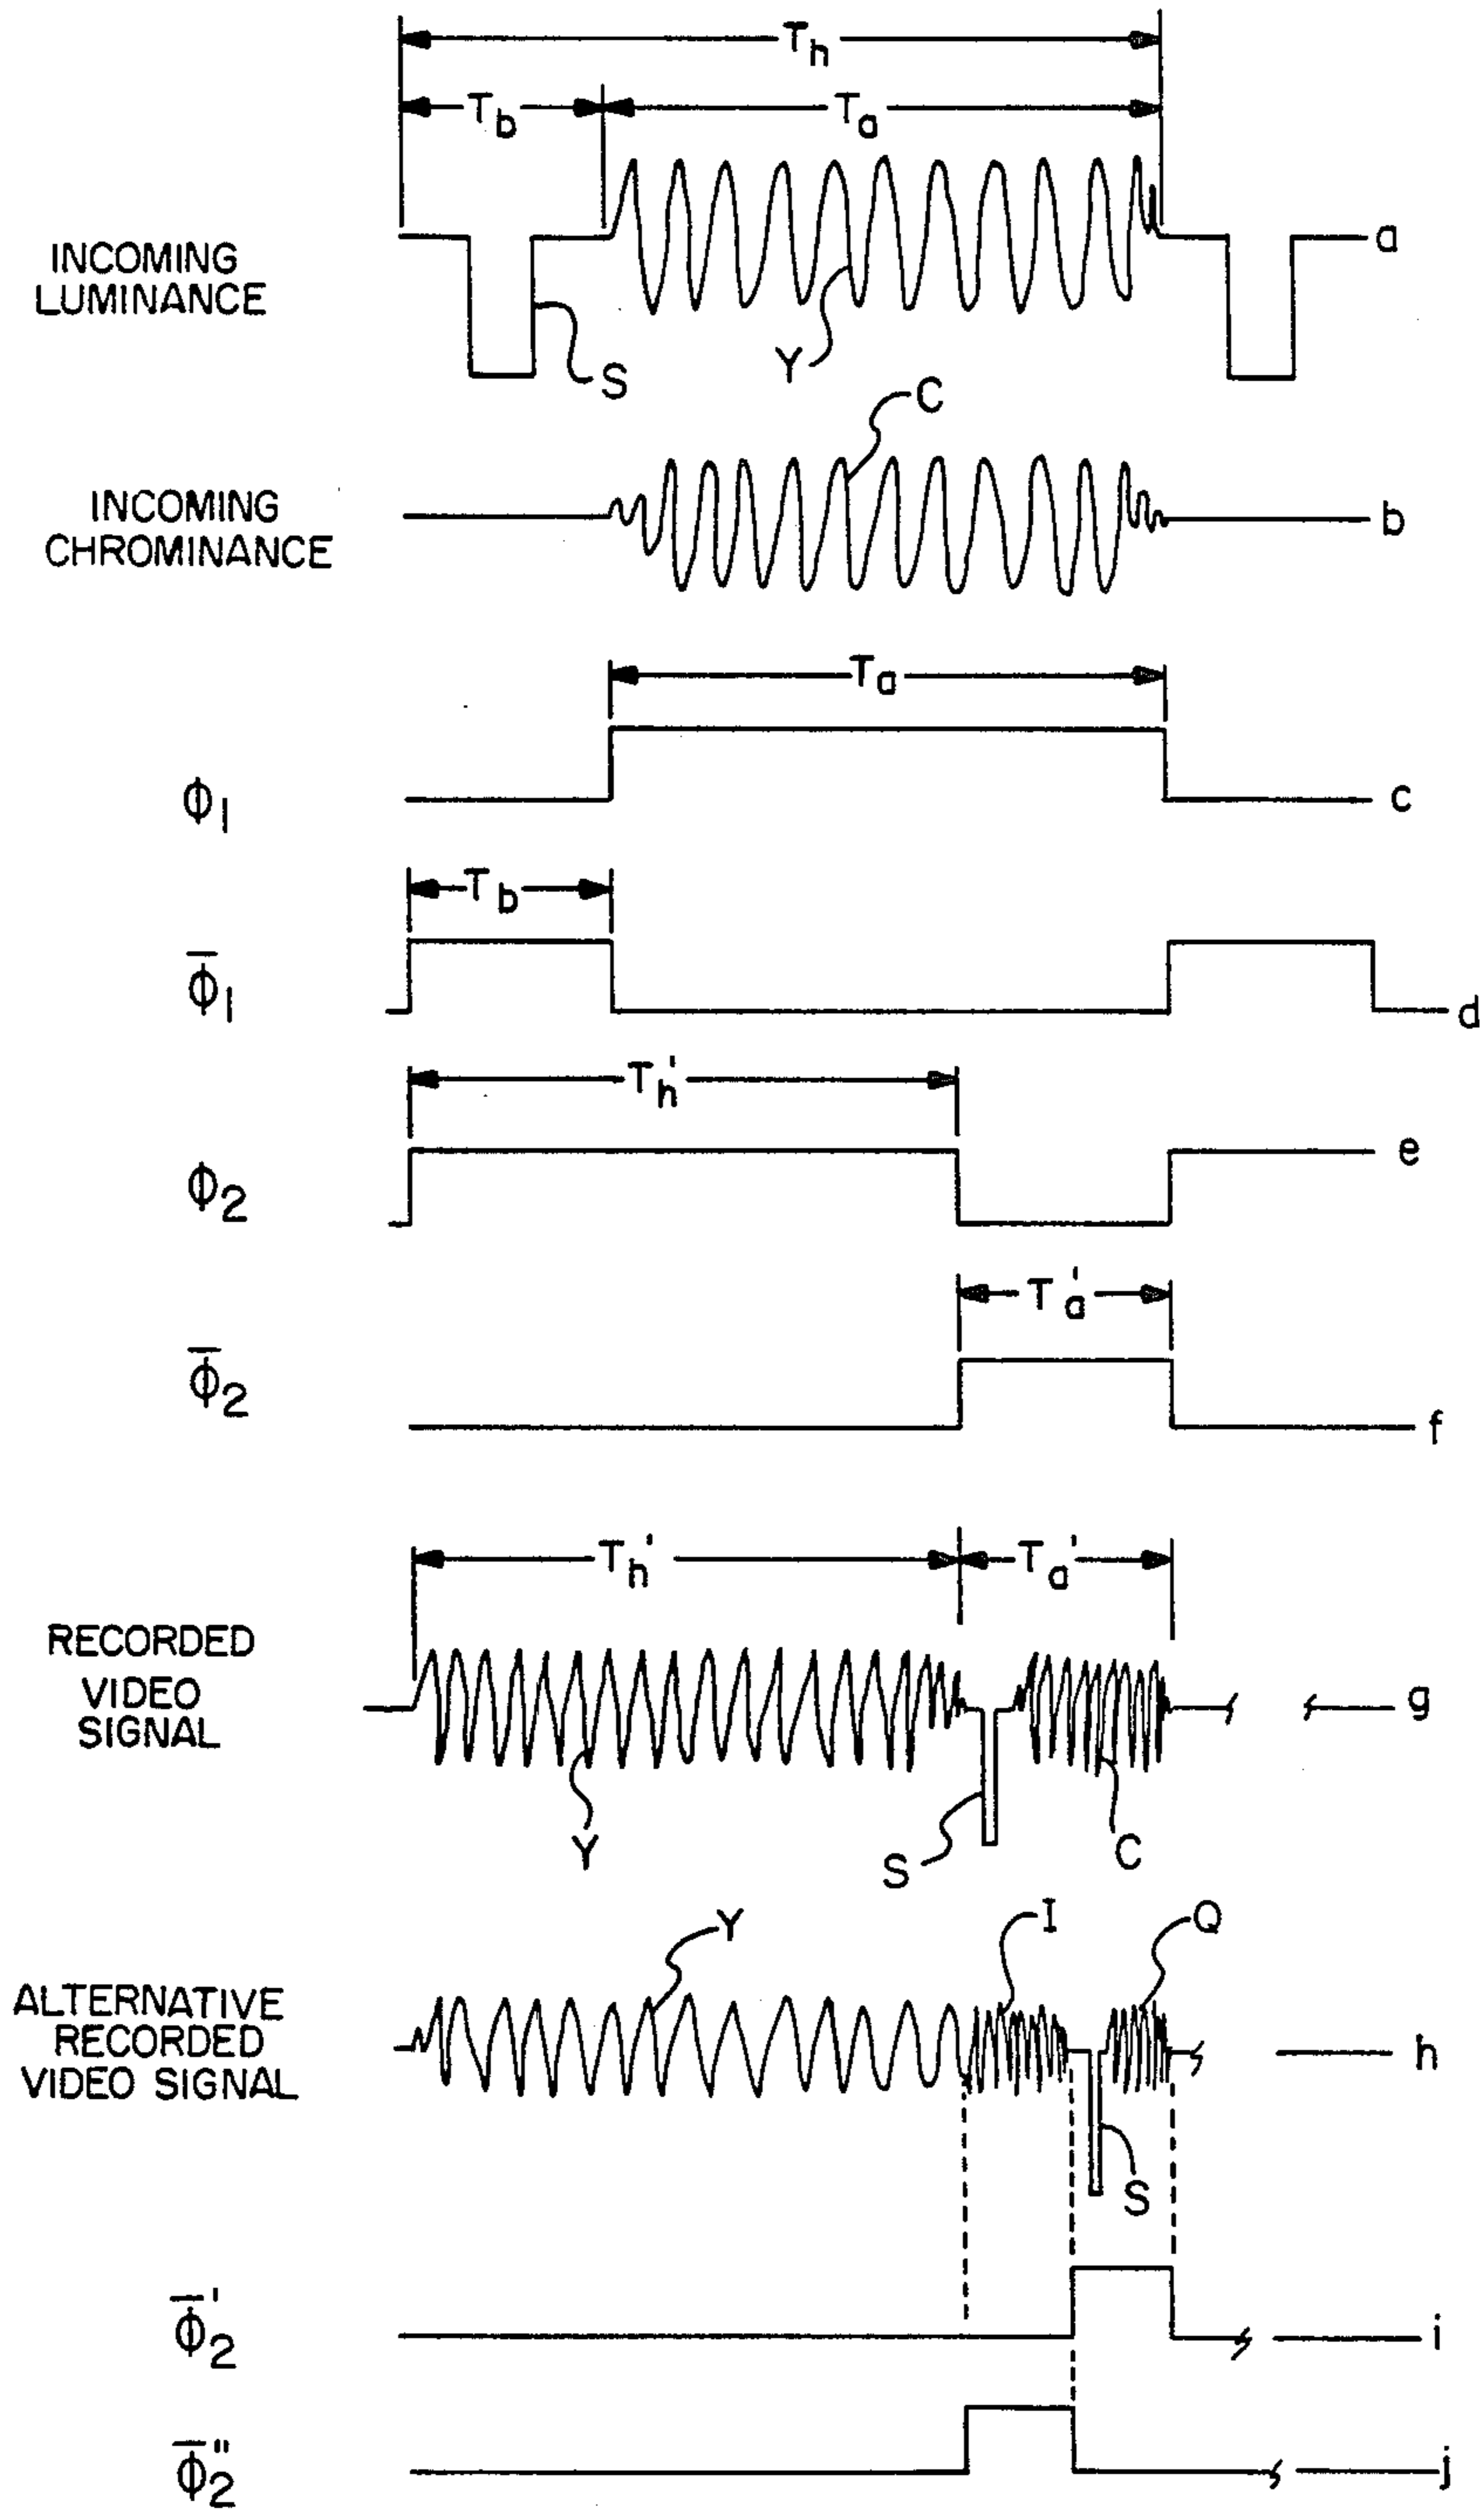 Th
Tb Ta
INCOMING
LUMINANCE
a
S
Y
C
INCOMING
CHROMINANCE
b
Ta
ϕ1
c
Tb
ϕ̅1
d
Th'
ϕ2
e
Ta'
ϕ̅2
f
Th' Ta'
RECORDED
VIDEO
SIGNAL
g
Y
S
C
Y
I
Q
ALTERNATIVE
RECORDED
VIDEO SIGNAL
h
S
ϕ̅2'
i
ϕ̅2"
j